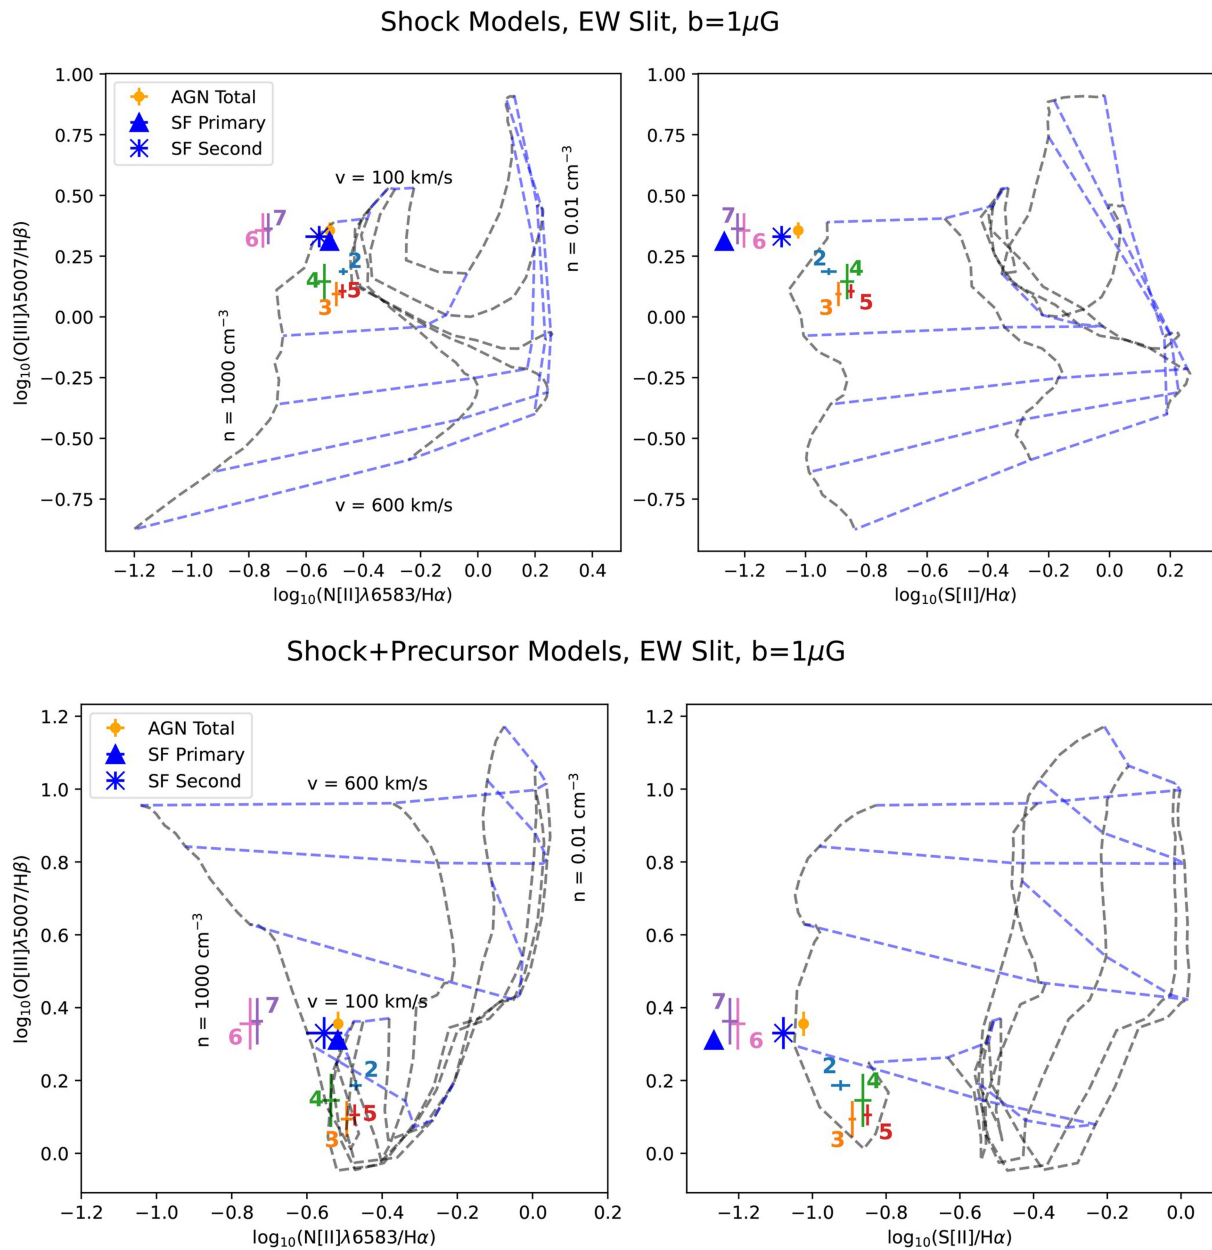 Shock Models, EW Slit, b=1μG
AGN Total
SF Primary
SF Second
v = 100 km/s
n = 0.01 cm⁻³
n = 1000 cm⁻³
v = 600 km/s
7
6
2
4
5
3
1.00
0.75
0.50
0.25
0.00
−0.25
−0.50
−0.75
log₁₀(O[III]λ5007/Hβ)
−1.2 −1.0 −0.8 −0.6 −0.4 −0.2 0.0 0.2 0.4
log₁₀(N[II]λ6583/Hα)
7
6
2
4
3
5
1.00
0.75
0.50
0.25
0.00
−0.25
−0.50
−0.75
−1.2 −1.0 −0.8 −0.6 −0.4 −0.2 0.0 0.2
log₁₀(S[II]/Hα)
Shock+Precursor Models, EW Slit, b=1μG
AGN Total
SF Primary
SF Second
v = 600 km/s
n = 0.01 cm⁻³
n = 1000 cm⁻³
v = 100 km/s
7
6
2
4
5
3
1.2
1.0
0.8
0.6
0.4
0.2
0.0
log₁₀(O[III]λ5007/Hβ)
−1.2 −1.0 −0.8 −0.6 −0.4 −0.2 0.0 0.2
log₁₀(N[II]λ6583/Hα)
7
6
2
4
3
5
1.2
1.0
0.8
0.6
0.4
0.2
0.0
−1.2 −1.0 −0.8 −0.6 −0.4 −0.2 0.0
log₁₀(S[II]/Hα)